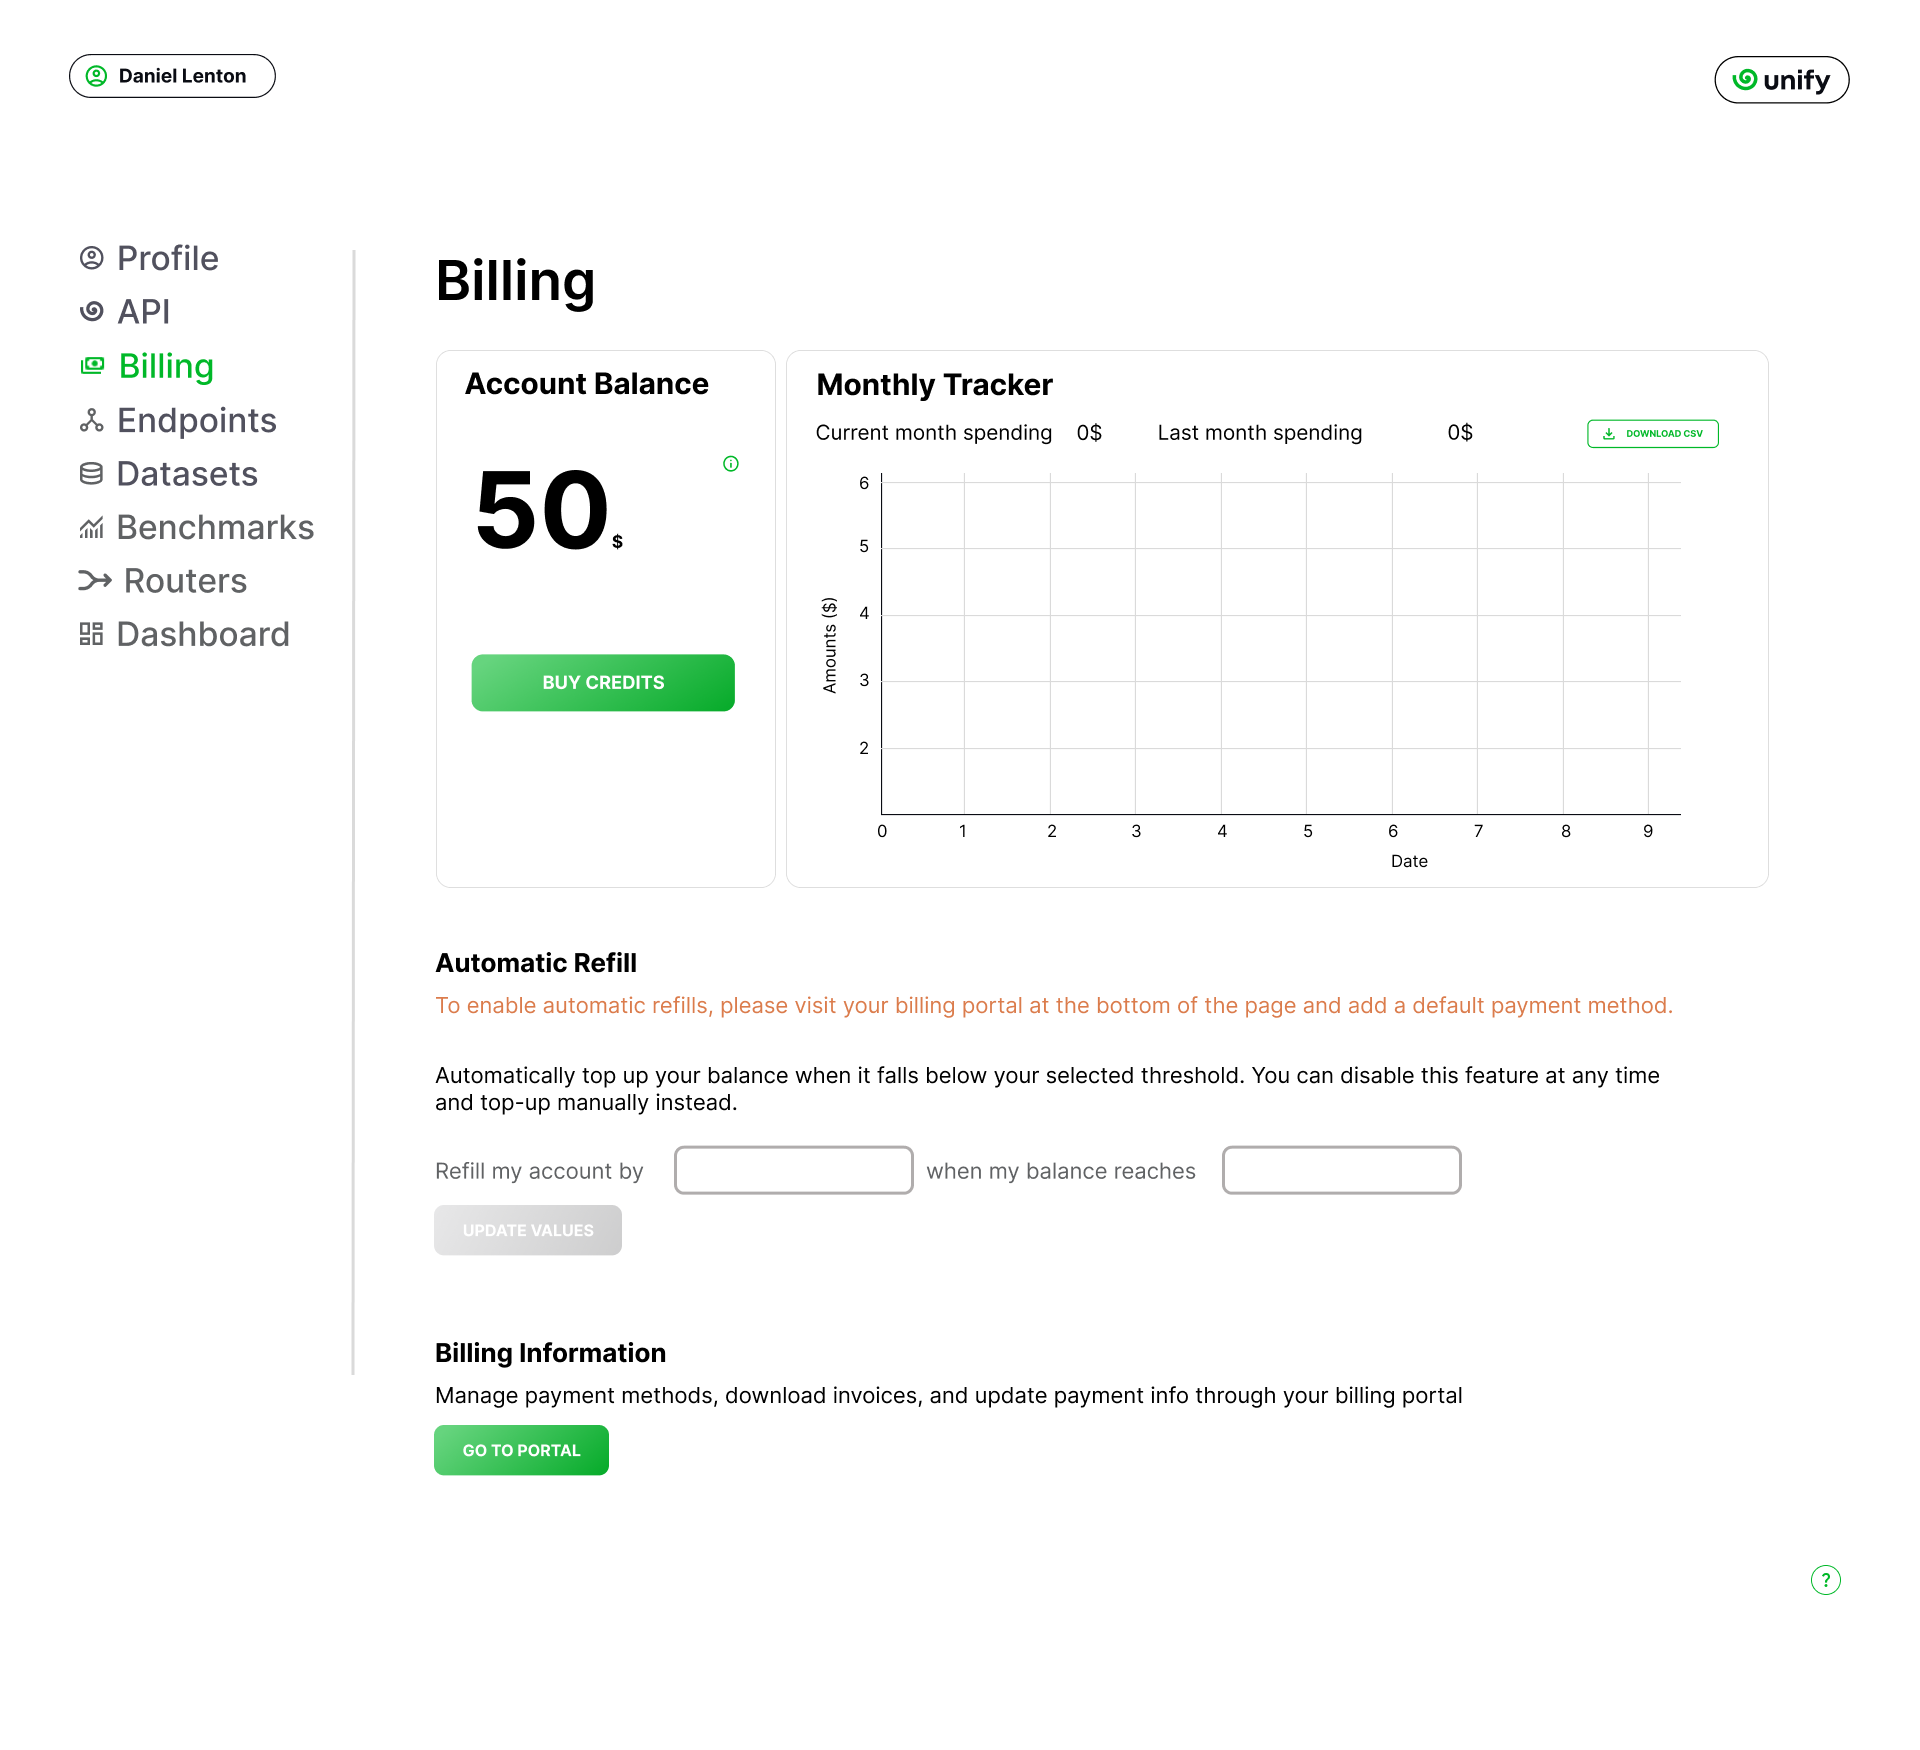 Daniel Lenton
unify
Profile
API
Billing
Endpoints
Datasets
Benchmarks
Routers
Dashboard
Billing
Account Balance
50$
BUY CREDITS
Monthly Tracker
Current month spending 0$ Last month spending 0$ DOWNLOAD CSV
6
5
4
3
2
Amounts ($)
0 1 2 3 4 5 6 7 8 9
Date
Automatic Refill
To enable automatic refills, please visit your billing portal at the bottom of the page and add a default payment method.
Automatically top up your balance when it falls below your selected threshold. You can disable this feature at any time
and top-up manually instead.
Refill my account by when my balance reaches
UPDATE VALUES
Billing Information
Manage payment methods, download invoices, and update payment info through your billing portal
GO TO PORTAL
?